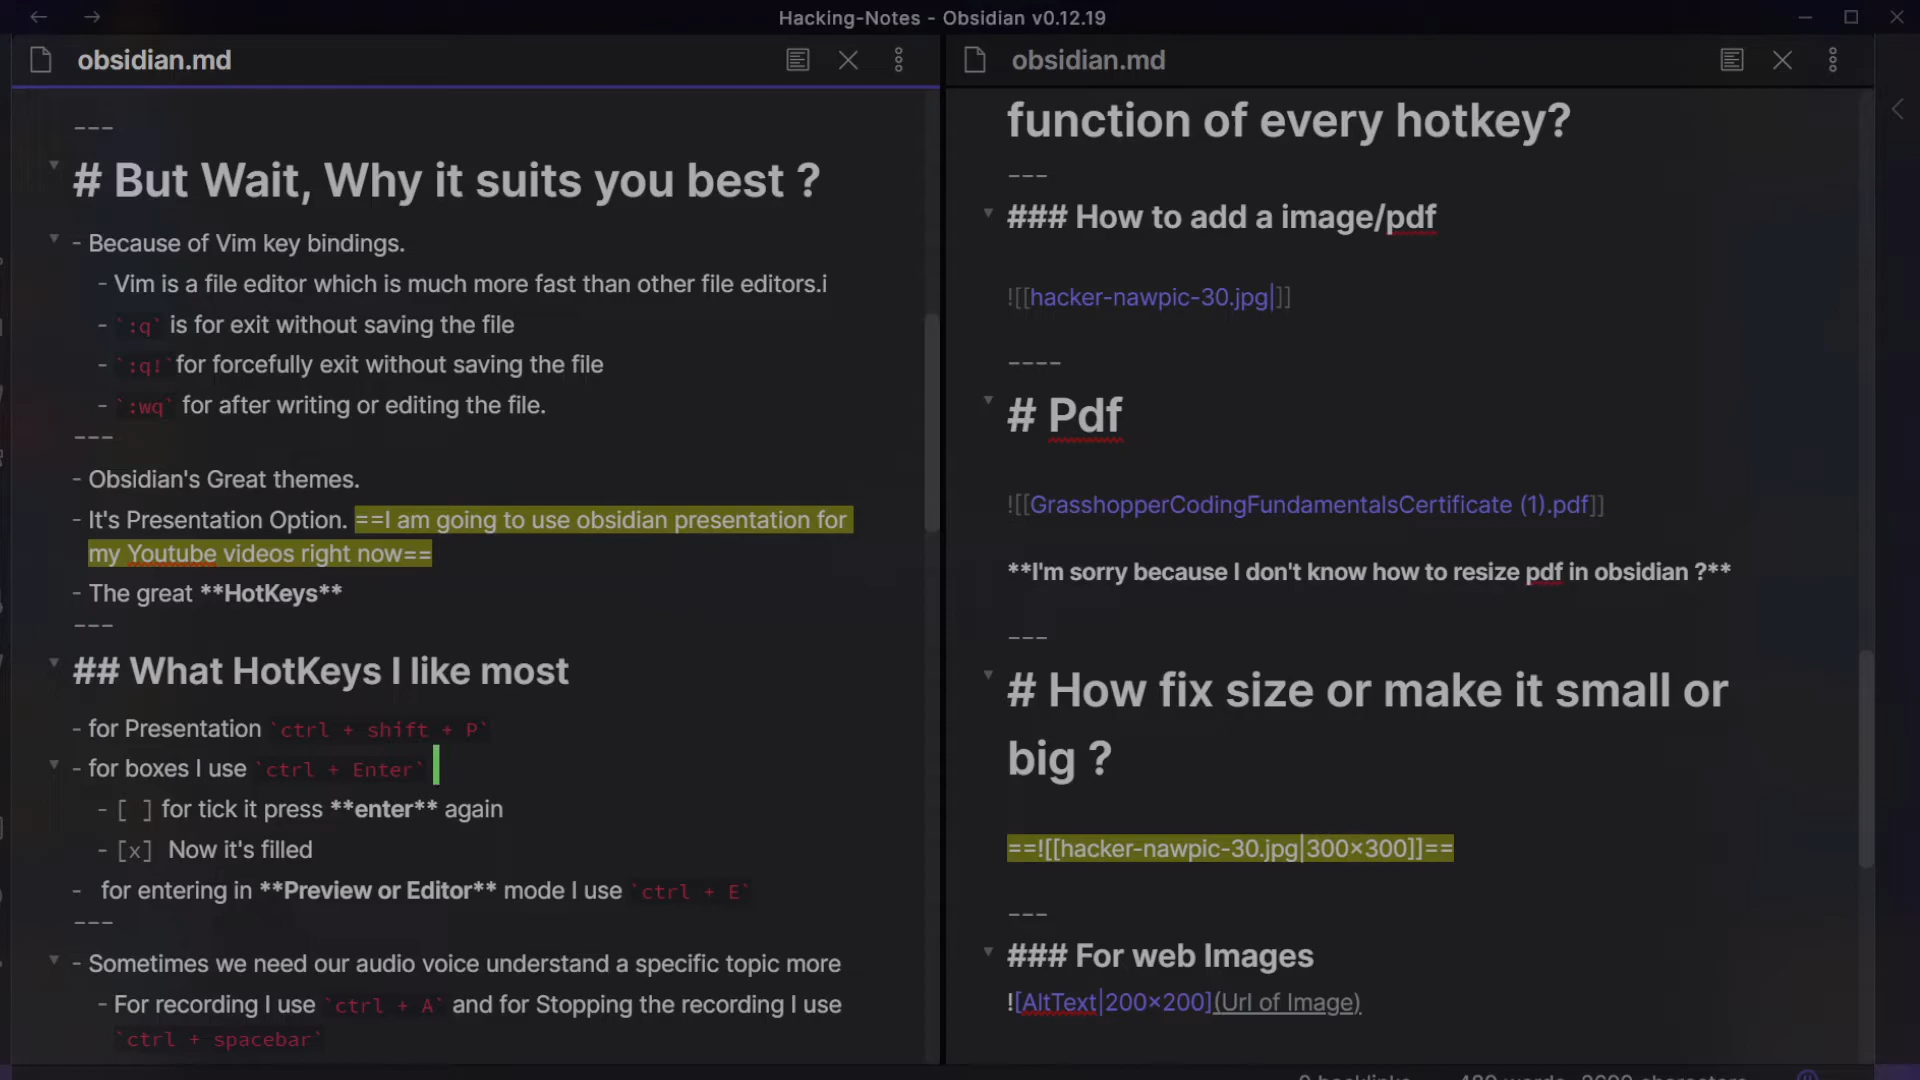 Hacking-Notes - Obsidian v0.12.19
obsidian.md
---
# But Wait, Why it suits you best ?
- Because of Vim key bindings.
- Vim is a file editor which is much more fast than other file editors.i
- `:q` is for exit without saving the file
- `:q!`for forcefully exit without saving the file
- `:wq` for after writing or editing the file.
---
- Obsidian's Great themes.
- It's Presentation Option. ==I am going to use obsidian presentation for
my Youtube videos right now==
- The great **HotKeys**
---
## What HotKeys I like most
- for Presentation `ctrl + shift + P`
- for boxes I use `ctrl + Enter`
- [ ] for tick it press **enter** again
- [x] Now it's filled
- for entering in **Preview or Editor** mode I use `ctrl + E`
---
- Sometimes we need our audio voice understand a specific topic more
- For recording I use `ctrl + A` and for Stopping the recording I use
`ctrl + spacebar`
obsidian.md
function of every hotkey?
---
### How to add a image/pdf
![[hacker-nawpic-30.jpg|]]
----
# Pdf
![[GrasshopperCodingFundamentalsCertificate (1).pdf]]
**I'm sorry because I don't know how to resize pdf in obsidian ?**
---
# How fix size or make it small or
big ?
==![[hacker-nawpic-30.jpg|300×300]]==
---
### For web Images
![AltText|200×200](Url of Image)